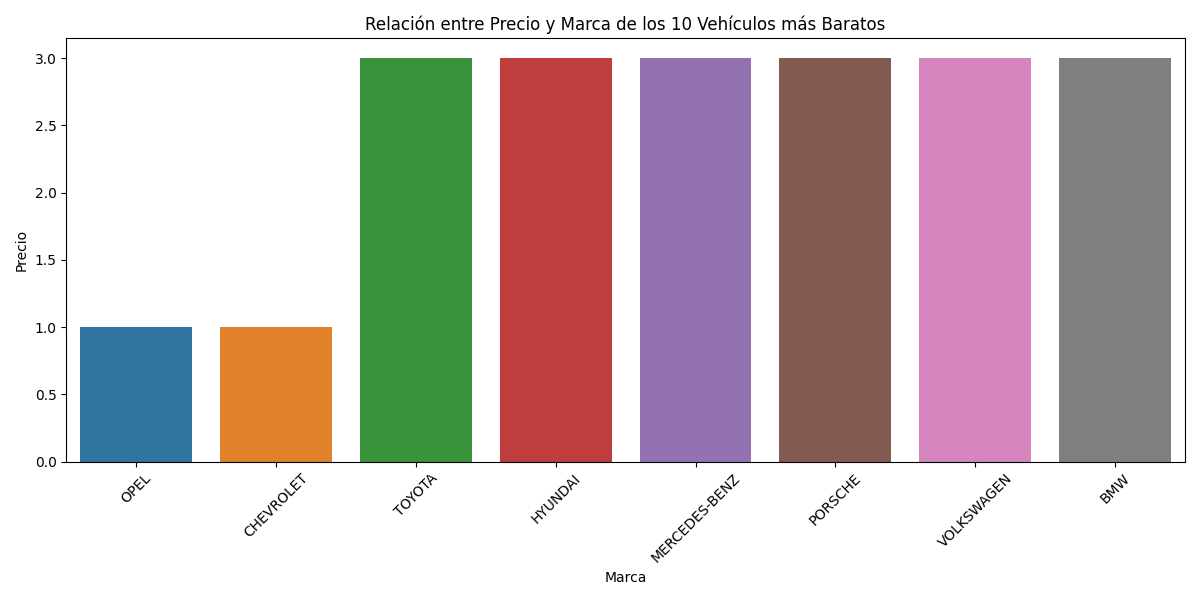 Relación entre Precio y Marca de los 10 Vehículos más Baratos
Precio
3.0
2.5
2.0
1.5
1.0
0.5
0.0
OPEL
CHEVROLET
TOYOTA
HYUNDAI
MERCEDES-BENZ
PORSCHE
VOLKSWAGEN
BMW
Marca